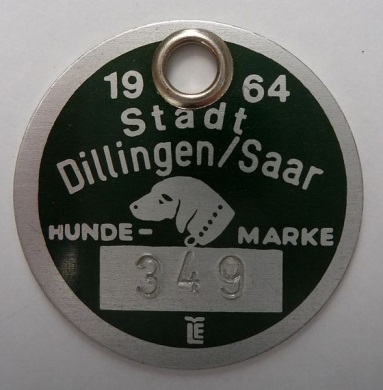 19 64
Stadt
Dillingen/Saar
HUNDE- MARKE
349